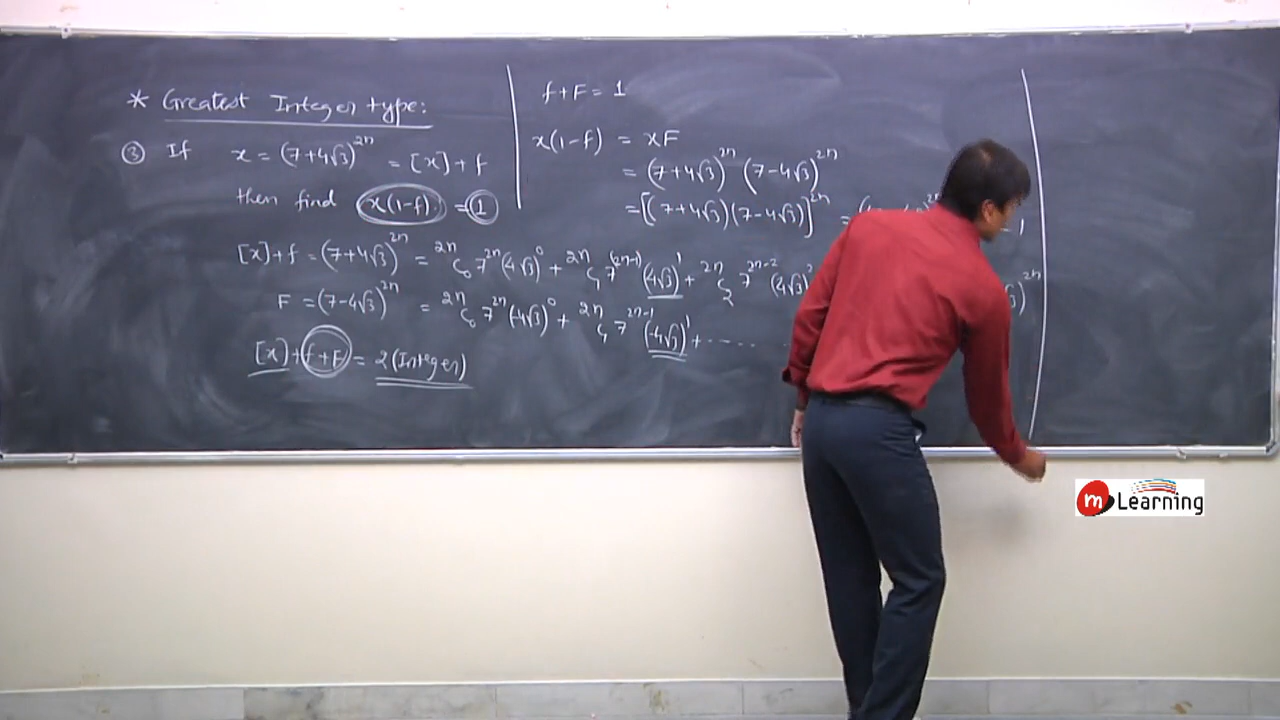 * Greatest Integer type:
③ If x = (7+4√3)^2n = [x] + f
then find x(1-f). = 1
[x] + f = (7+4√3)^2n = 2nC0 7^2n (4√3)^0 + 2nC1 7^(2n-1) (4√3)^1 + 2nC2 7^2n-2 (4√3)^2
F = (7-4√3)^2n = 2nC0 7^2n (-4√3)^0 + 2nC1 7^2n-1 (-4√3)^1 + .....
[x] + f+F = 2(Integer)
f + F = 1
x(1-f) = xF
= (7+4√3)^2n (7-4√3)^2n
= [(7+4√3)(7-4√3)]^2n = 1
m Learning